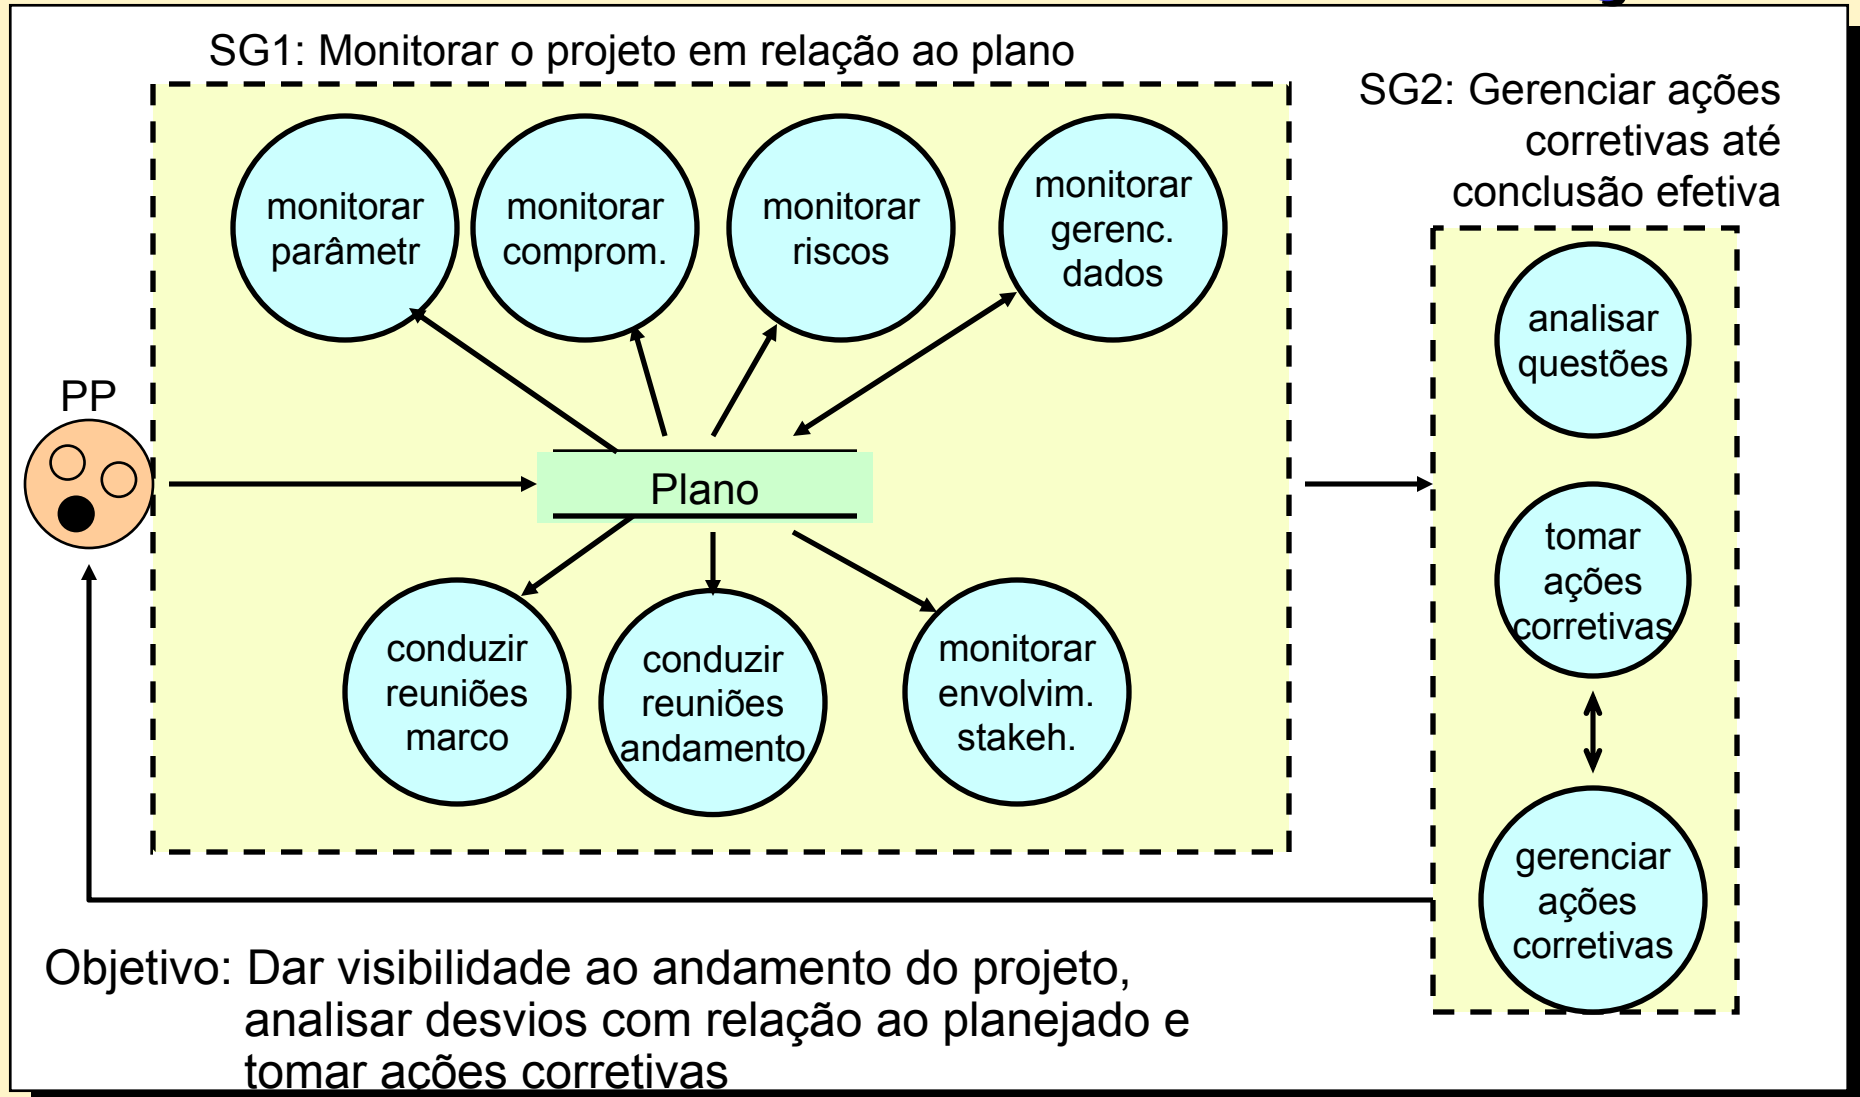 SG1: Monitorar o projeto em relação ao plano
SG2: Gerenciar ações
corretivas até
conclusão efetiva
monitorar
parâmetr
monitorar
comprom.
monitorar
riscos
monitorar
gerenc.
dados
analisar
questões
PP
Plano
tomar
ações
corretivas
conduzir
reuniões
marco
conduzir
reuniões
andamento
monitorar
envolvim.
stakeh.
gerenciar
ações
corretivas
Objetivo: Dar visibilidade ao andamento do projeto,
analisar desvios com relação ao planejado e
tomar ações corretivas